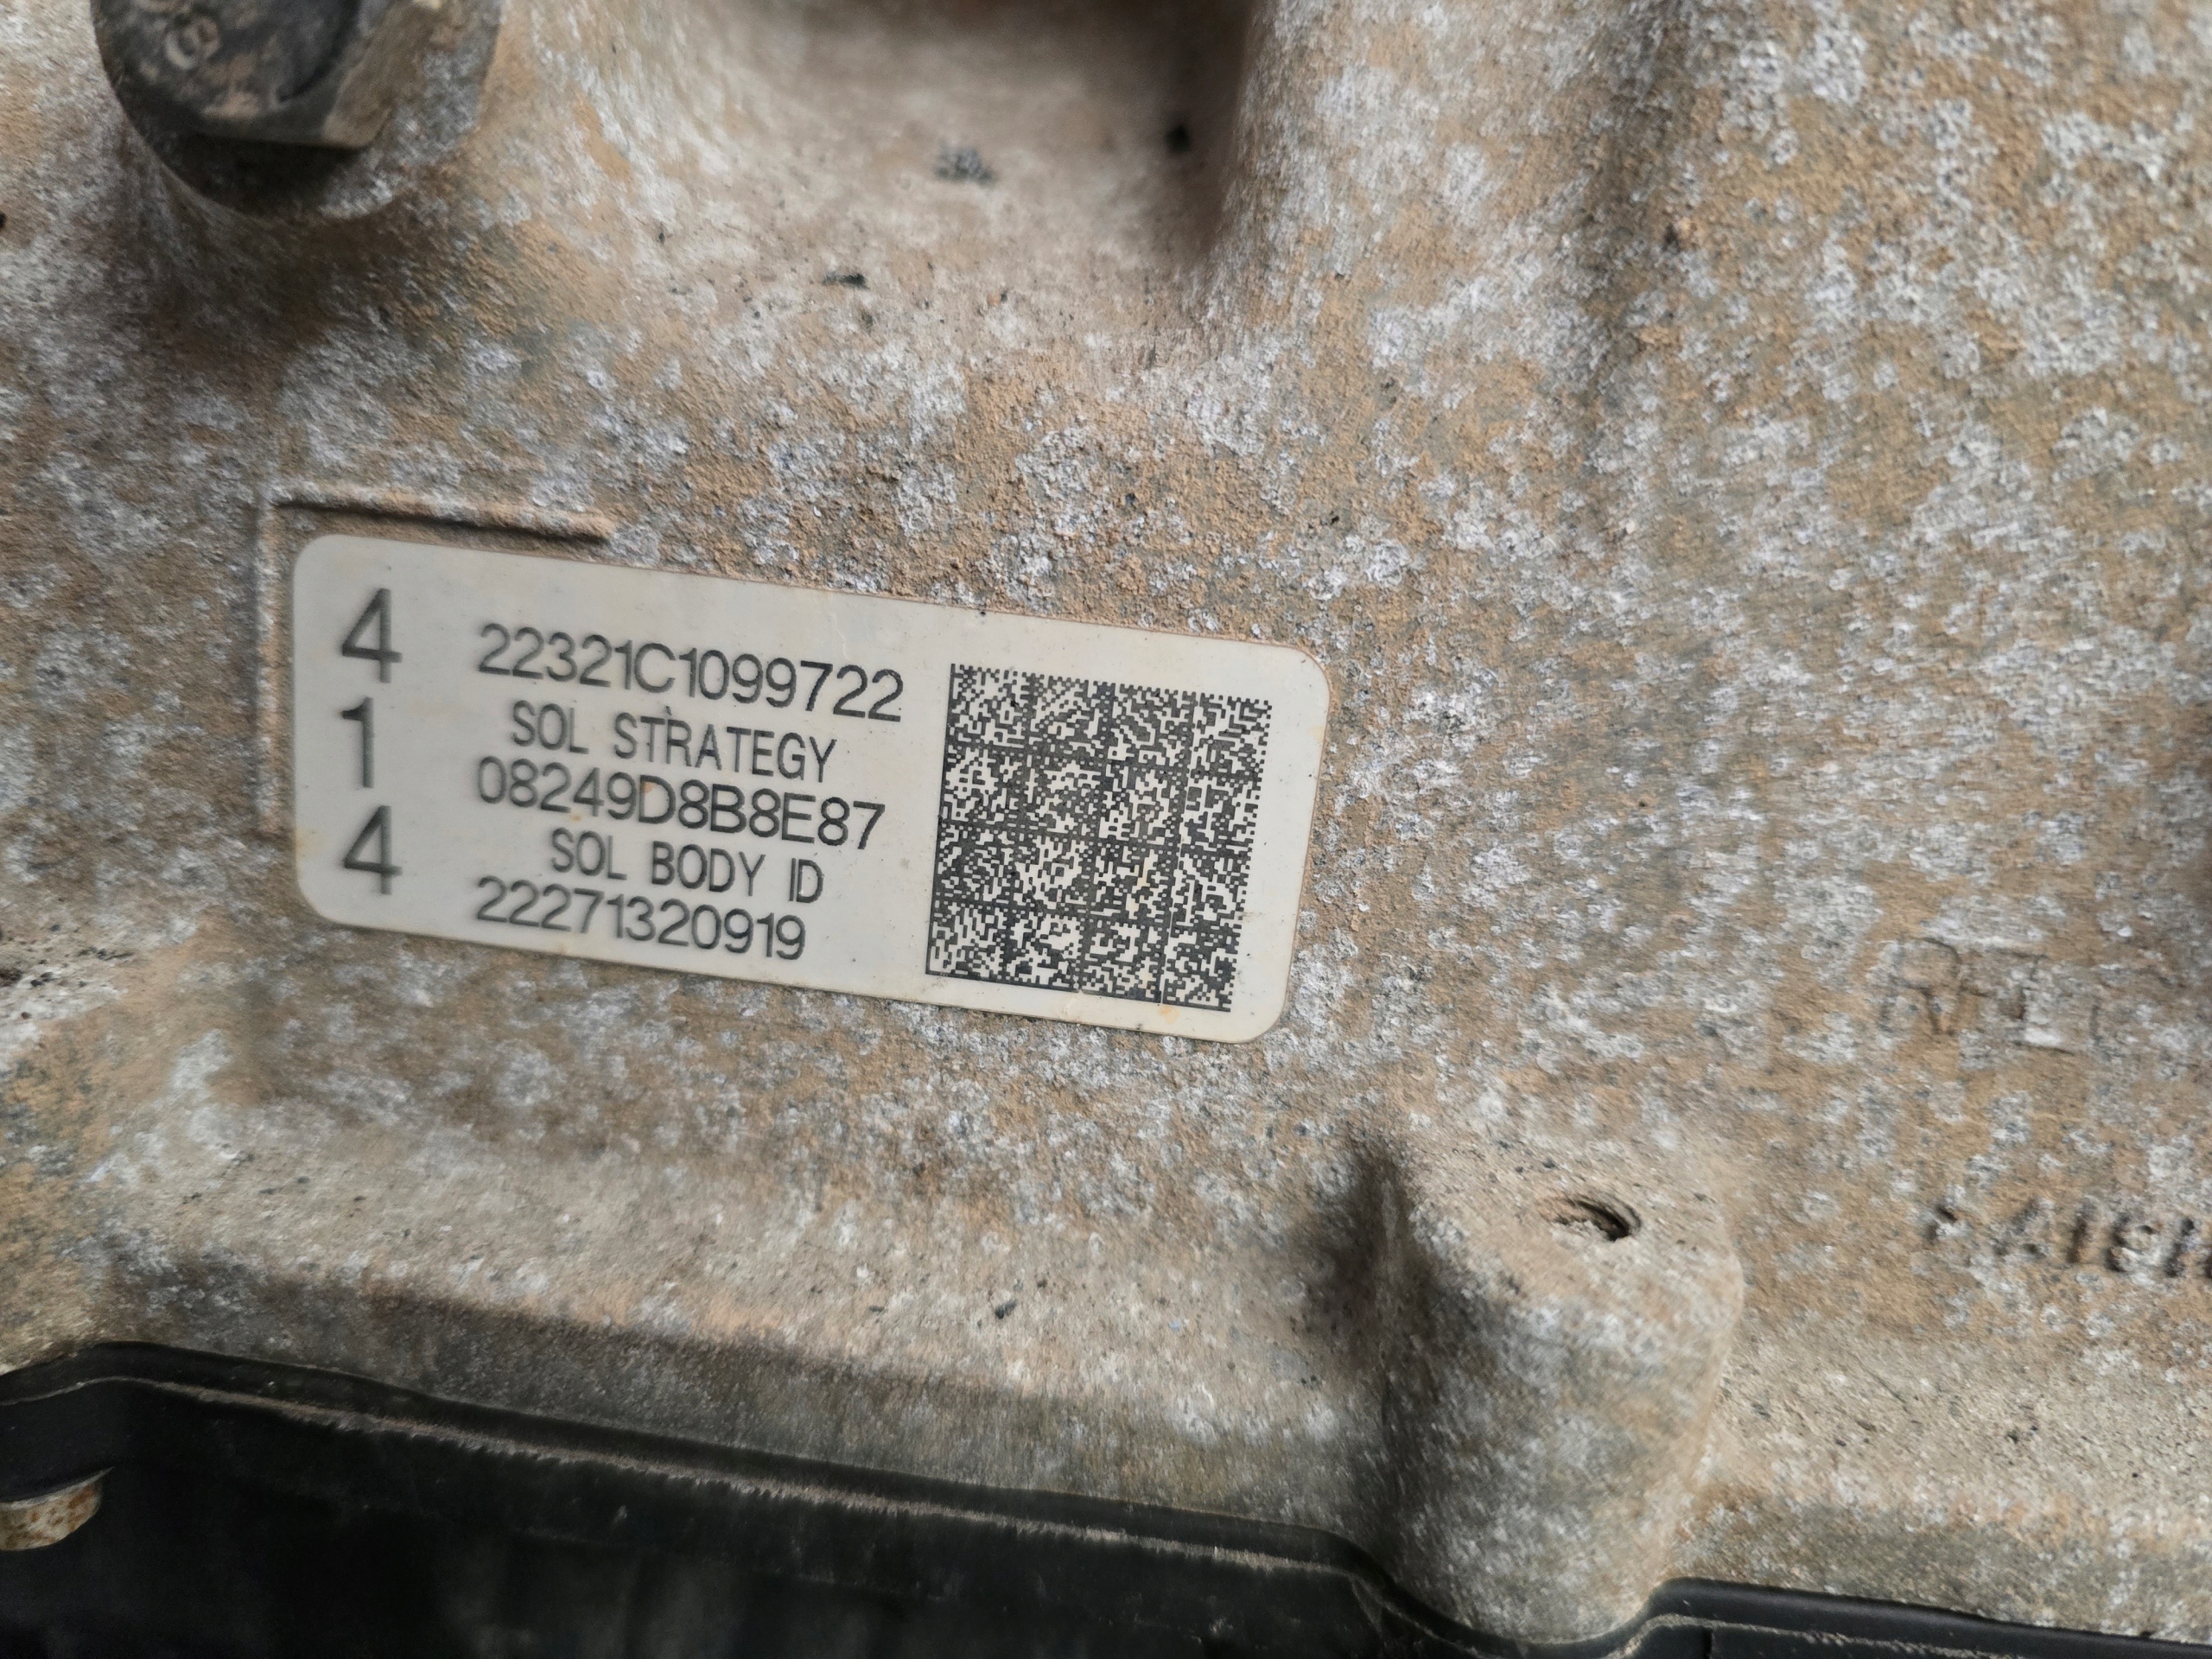 4 22321C1099722
SOL STRATEGY
1 08249D8B8E87
SOL BODY ID
4 22271320919